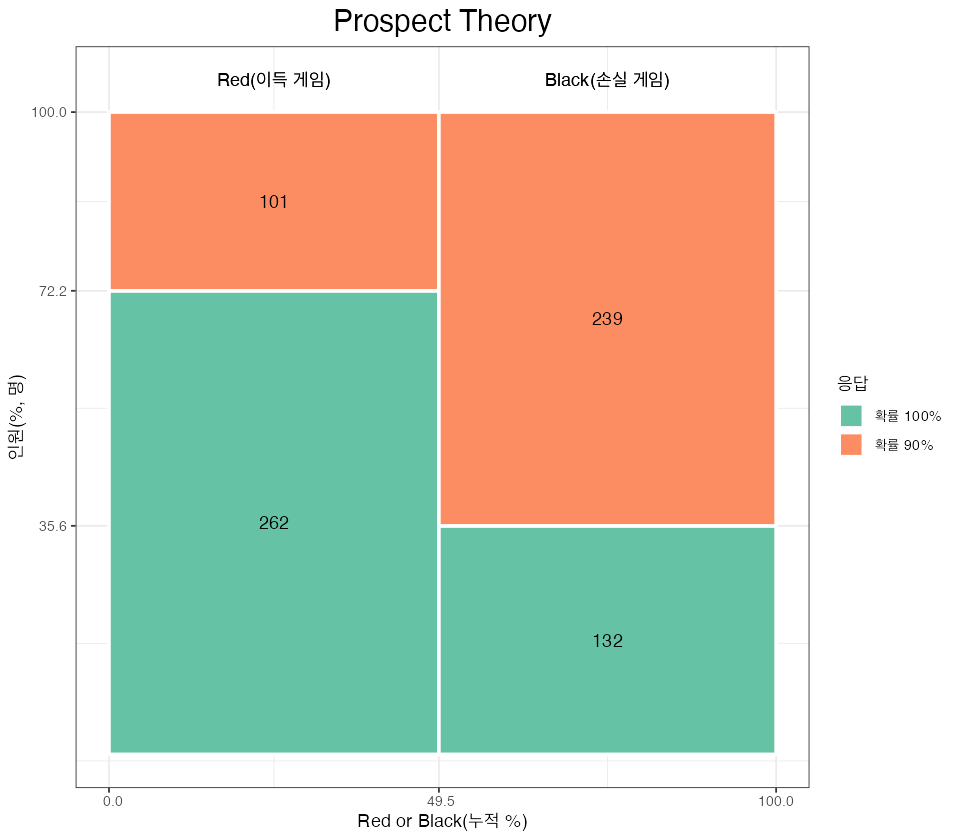 Prospect Theory
Red(이득 게임)
Black(손실 게임)
100.0
72.2
35.6
인원(%, 명)
101
239
262
132
0.0
49.5
100.0
Red or Black(누적 %)
응답
확률 100%
확률 90%